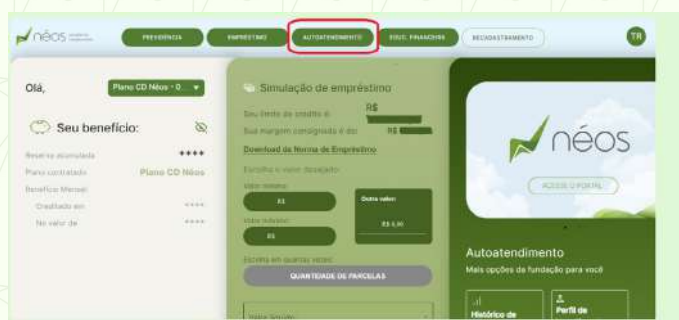 néos
PREVIDÊNCIA
EMPRÉSTIMO
AUTOATENDIMENTO
EDUC. FINANCEIRA
RECADASTRAMENTO
TR
Olá,
Plano CD Néos - 0...
Seu benefício:
Reserva acumulada
****
Plano contratado
Plano CD Néos
Benefício Mensal:
Creditado em
****
No valor de
****
Simulação de empréstimo
Seu limite de crédito é:
R$
Sua margem consignada é de:
R$
Download da Norma de Empréstimo
Escolha o valor desejado:
Valor mínimo:
R$
Valor máximo:
R$
Outro valor:
R$ 0,00
Escolha em quantas vezes:
QUANTIDADE DE PARCELAS
Valor líquido:
néos
ACESSE O PORTAL
Autoatendimento
Mais opções da fundação para você
Histórico de
Perfil de